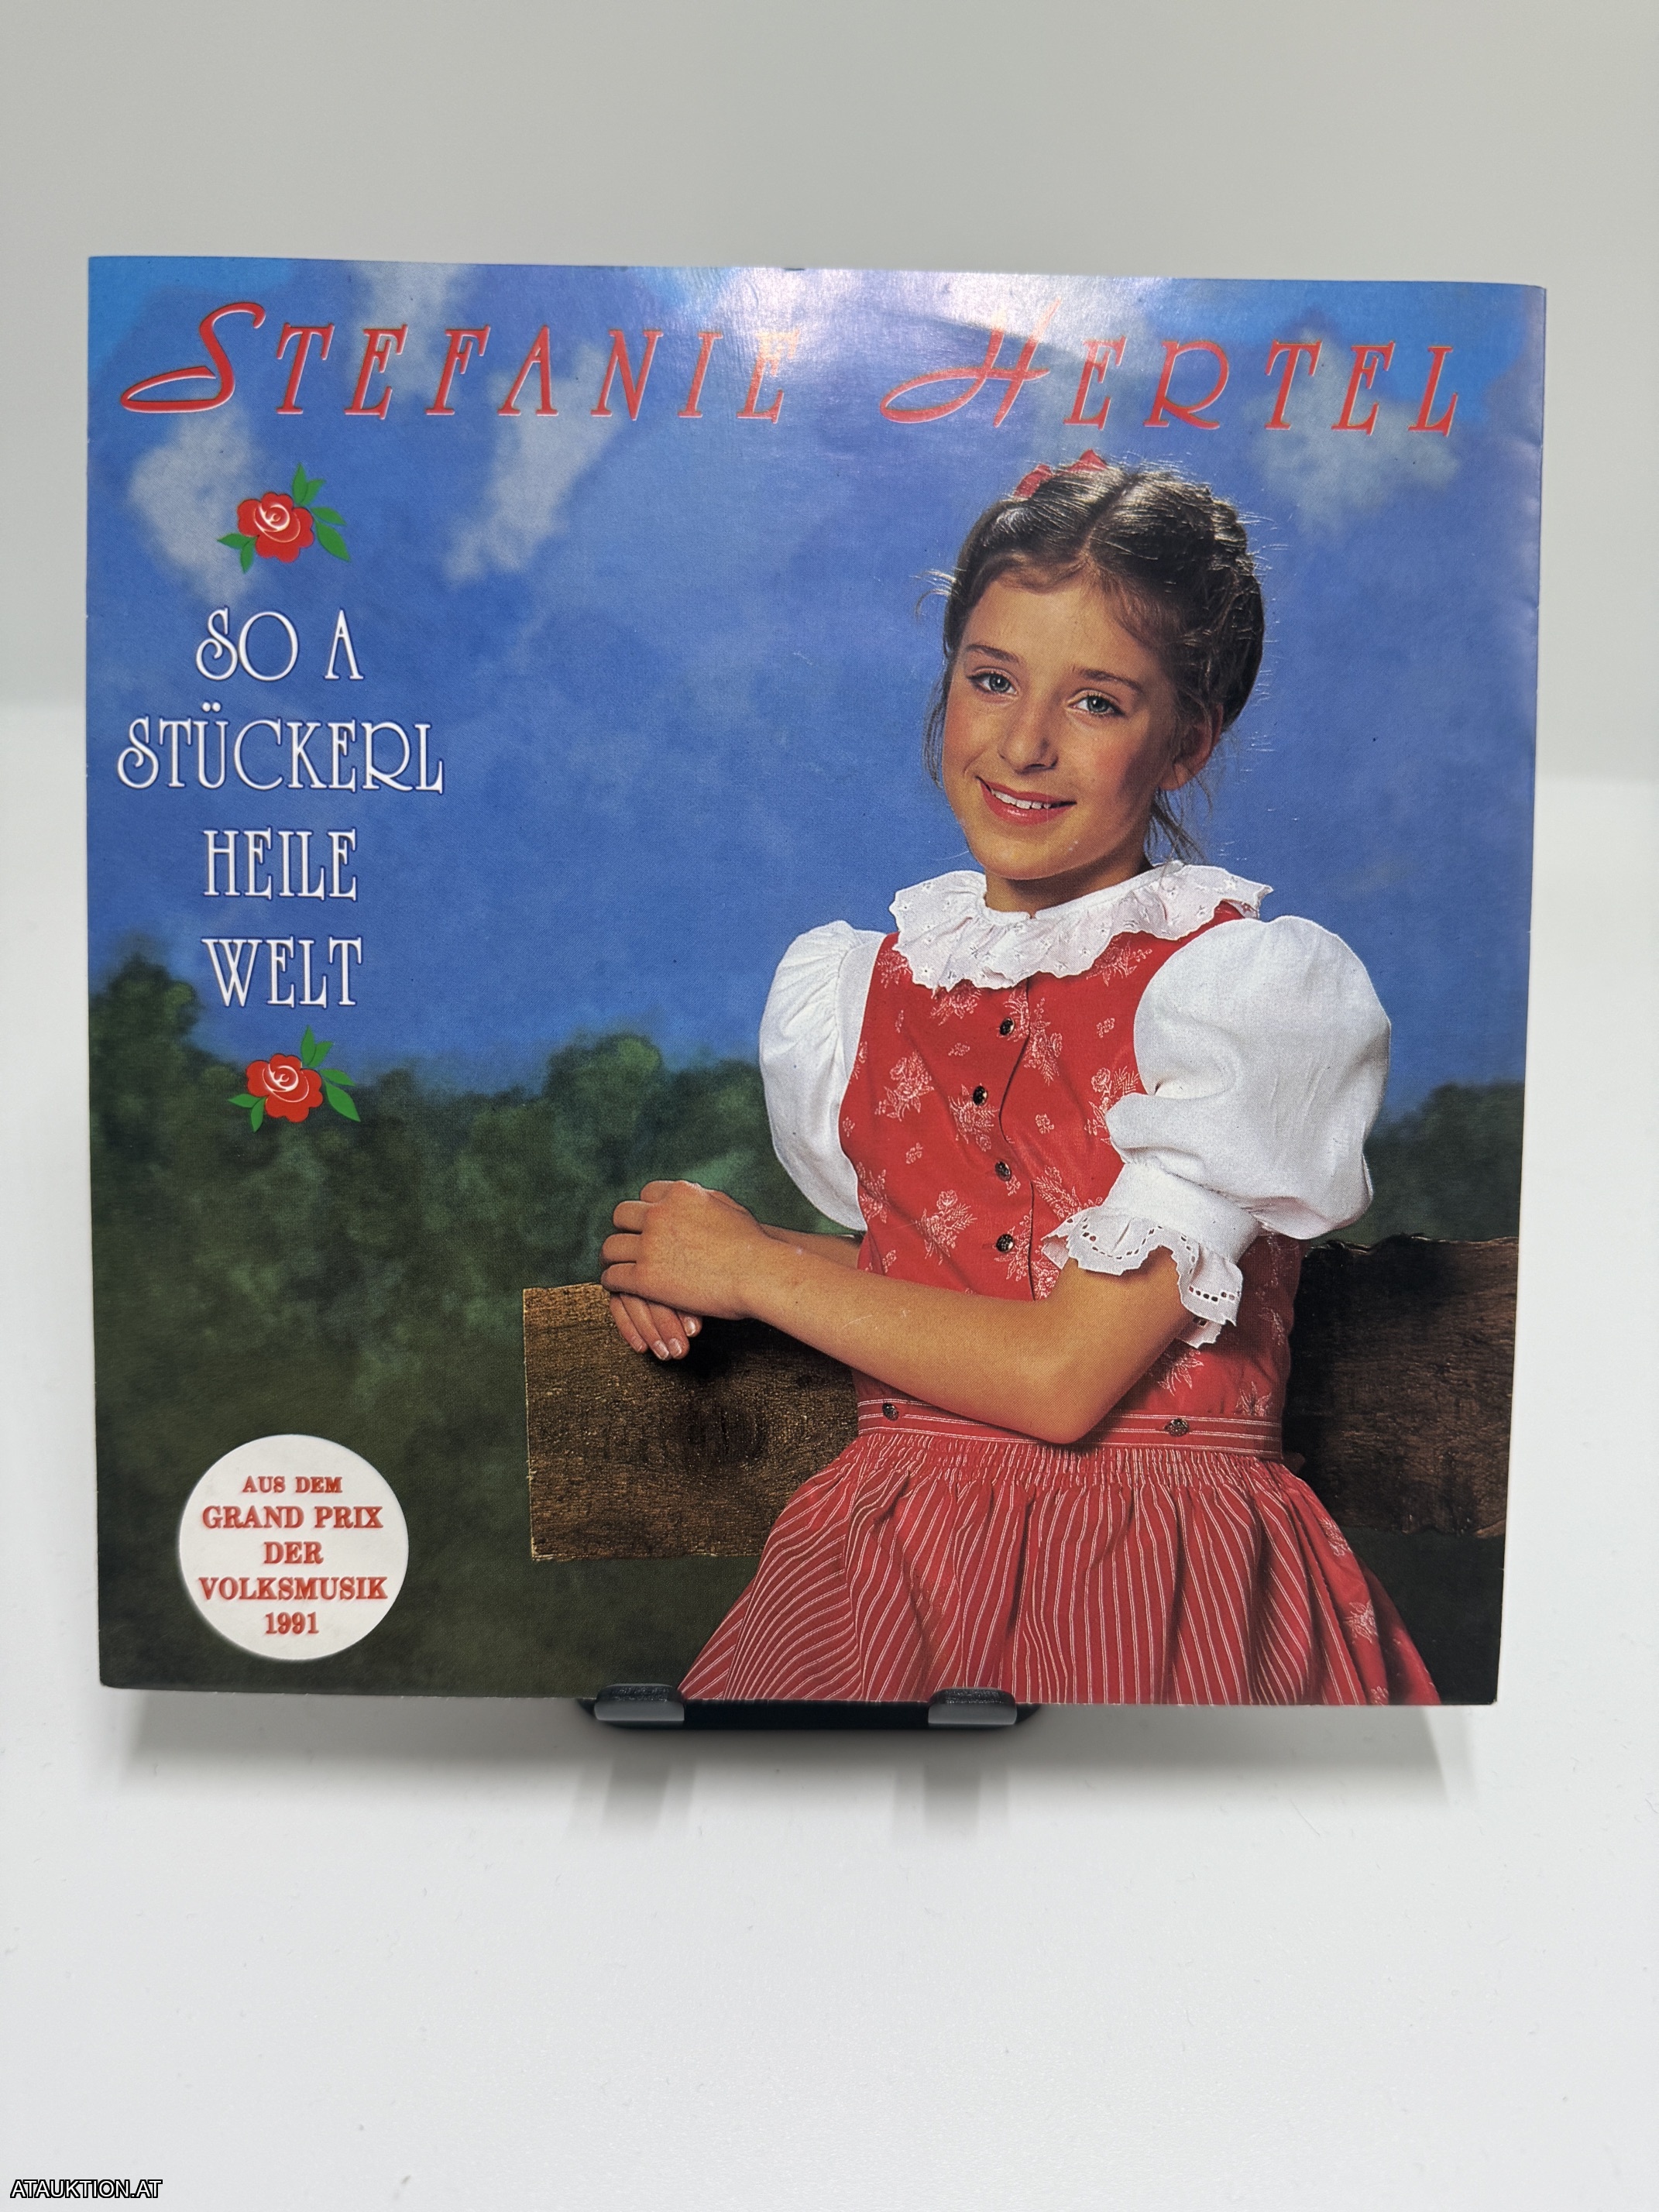 STEFANIE HERTEL
SO A
STÜCKERL
HEILE
WELT
AUS DEM
GRAND PRIX
DER
VOLKSMUSIK
1991
ATAUKTION.AT